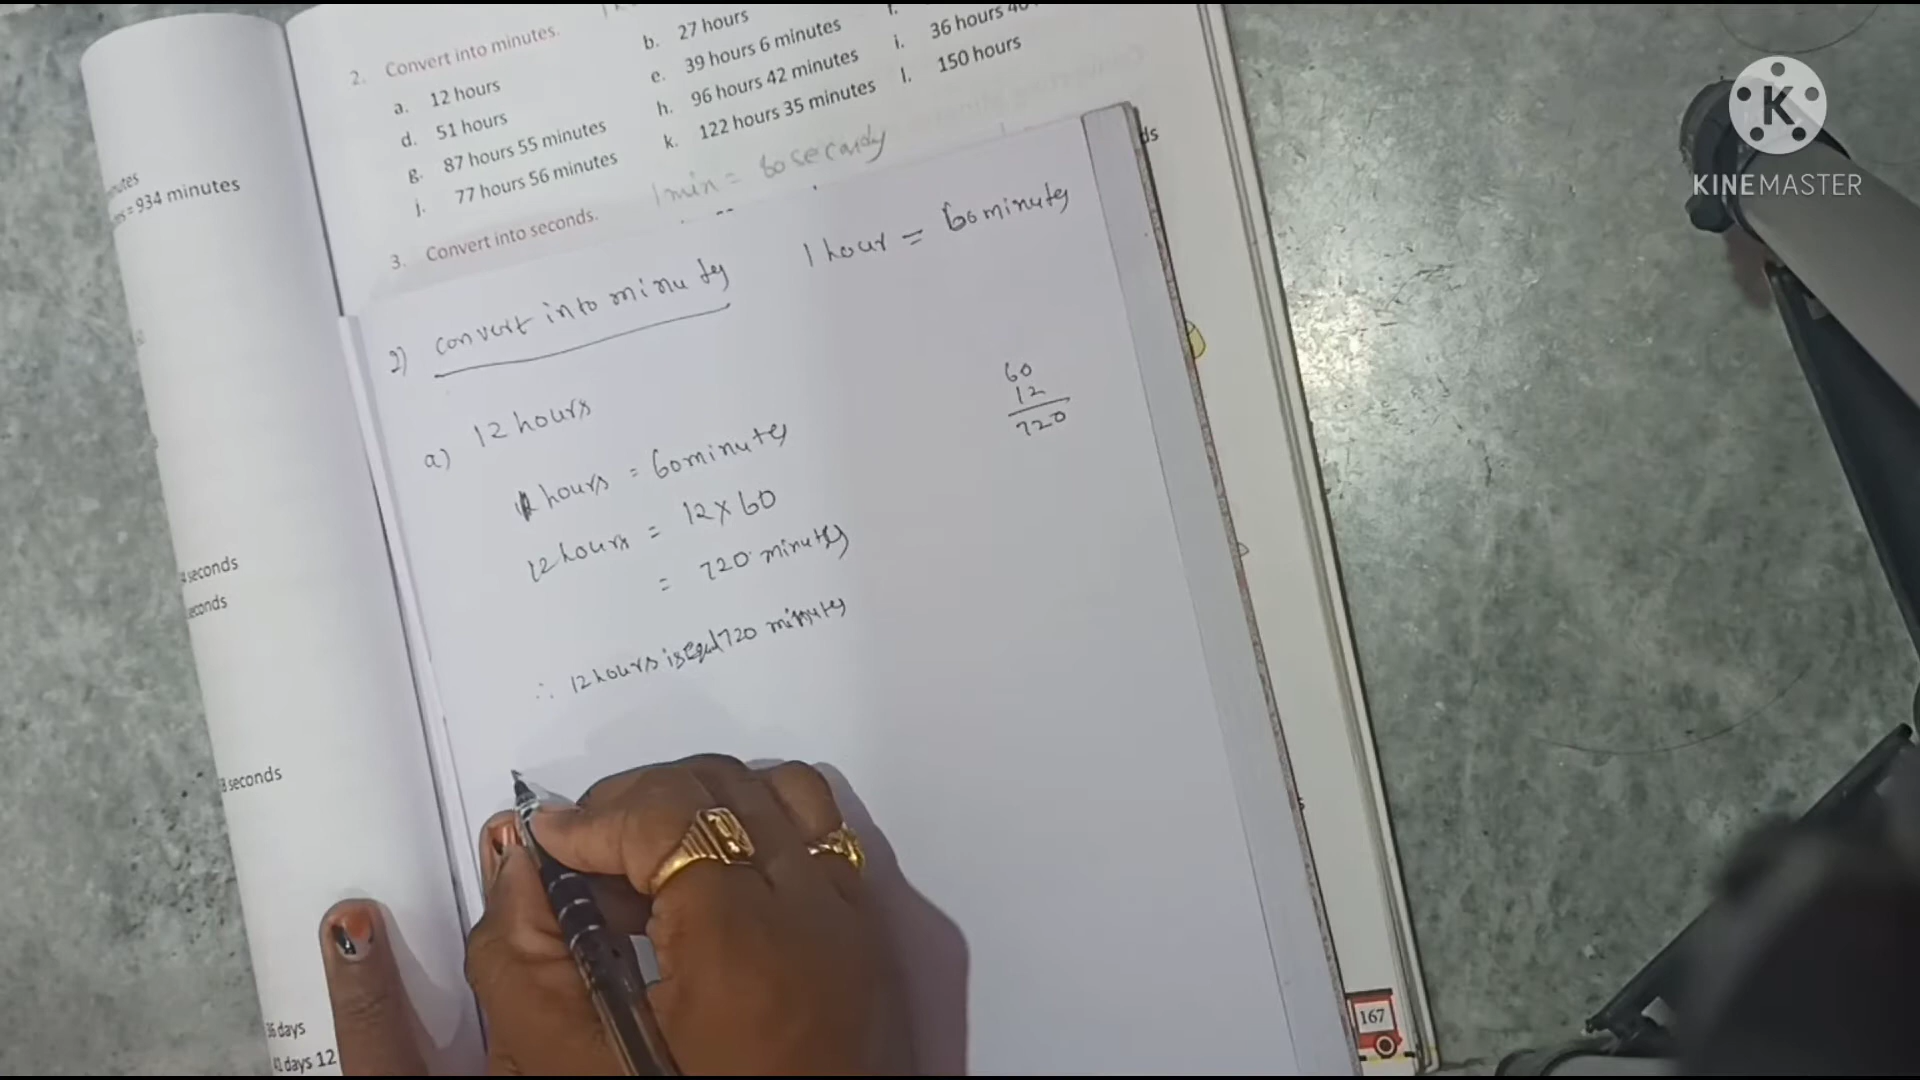 2. Convert into minutes.
a. 12 hours
b. 27 hours
d. 51 hours
e. 39 hours 6 minutes
g. 87 hours 55 minutes
h. 96 hours 42 minutes
i. 36 hours 40
j. 77 hours 56 minutes
k. 122 hours 35 minutes
l. 150 hours
1 min = 60 seconds
3. Convert into seconds.
= 934 minutes
seconds
seconds
seconds
days
days 12
ds
2) convert into minutes
1 hour = 60 minutes
a) 12 hours
1 hours = 60 minutes
12 hours = 12 x 60
= 720 minutes
∴ 12 hours is equal 720 minutes
60
12
720
167
K
KINEMASTER